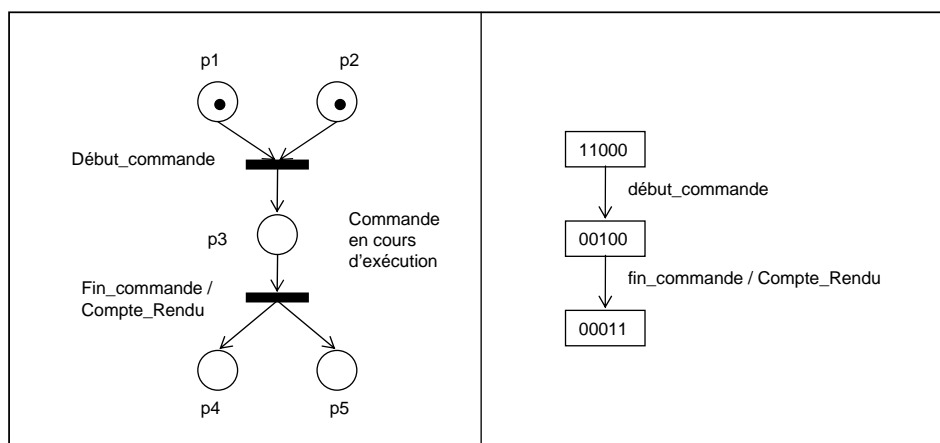 p1
p2
Début_commande
p3
Commande
en cours
d'exécution
Fin_commande /
Compte_Rendu
p4
p5
11000
début_commande
00100
fin_commande / Compte_Rendu
00011